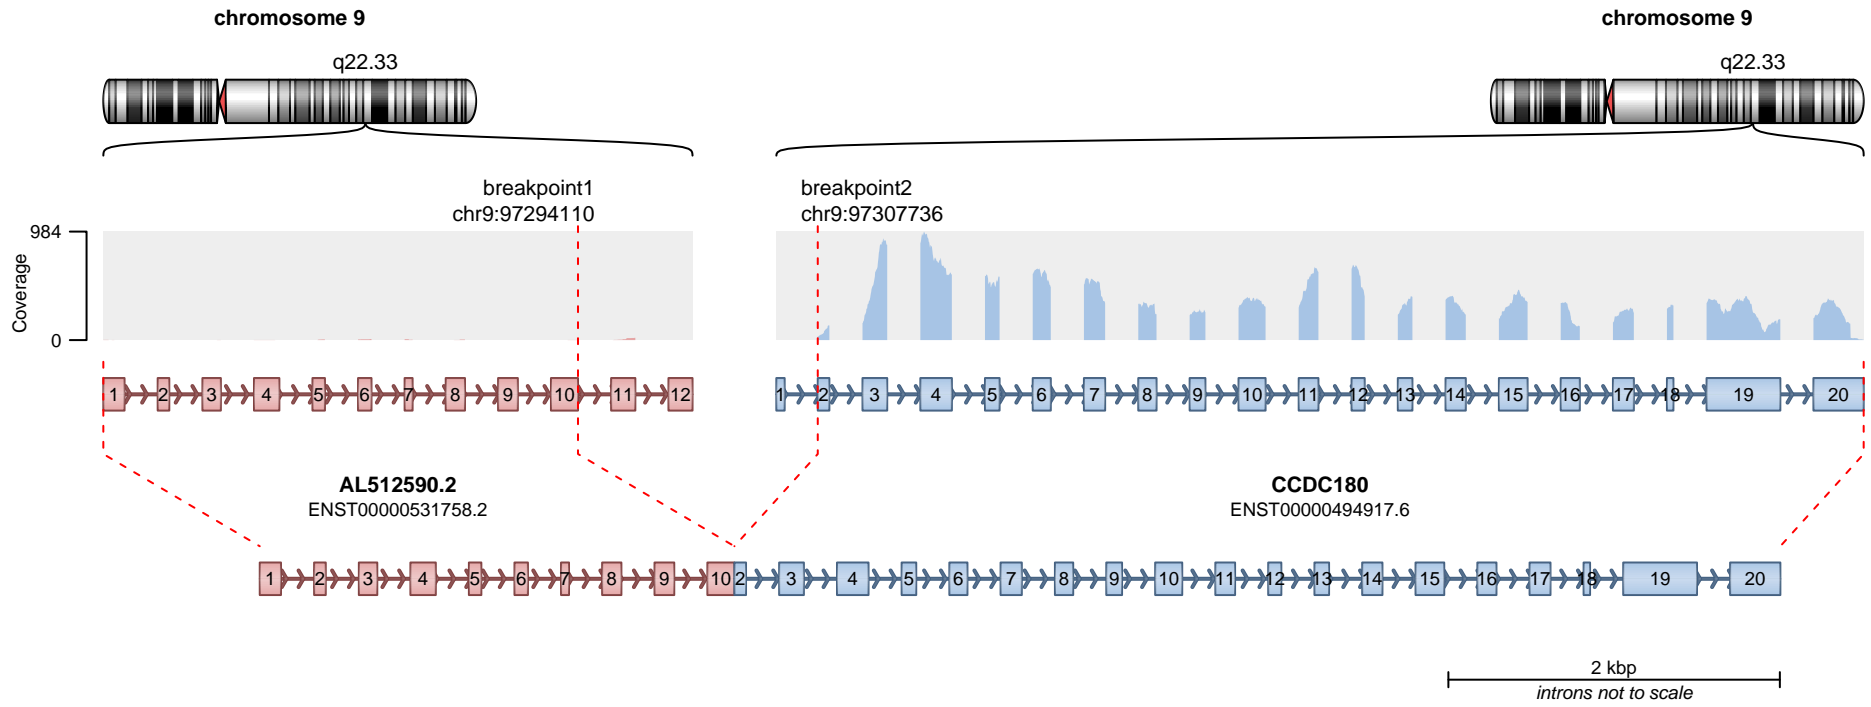 chromosome 9 chromosome 9
q22.33 q22.33
breakpoint1 breakpoint2
chr9:97294110 chr9:97307736
984
Coverage
0
1 2 3 4 5 6 7 8 9 10 11 12 1 2 3 4 5 6 7 8 9 10 11 12 13 14 15 16 17 18 19 20
AL512590.2 CCDC180
ENST00000531758.2 ENST00000494917.6
1 2 3 4 5 6 7 8 9 10 2 3 4 5 6 7 8 9 10 11 12 13 14 15 16 17 18 19 20
2 kbp
introns not to scale